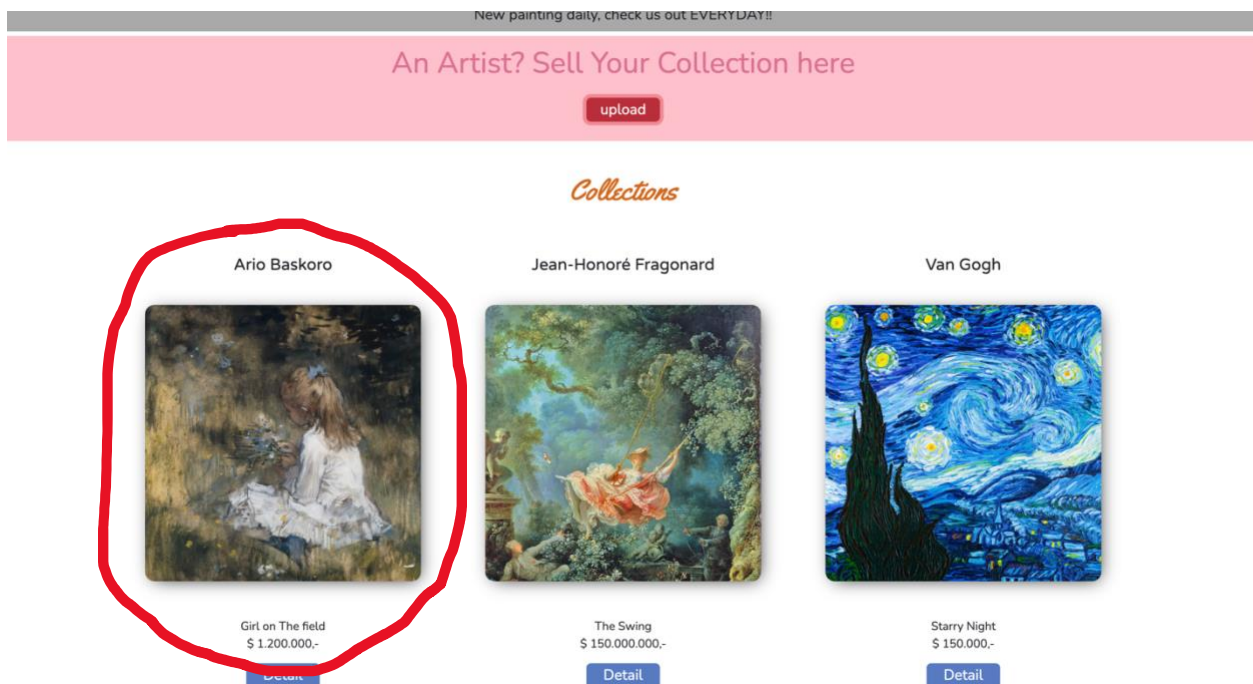 New painting daily, check us out EVERYDAY!!
An Artist? Sell Your Collection here
upload
Collections
Ario Baskoro
Jean-Honoré Fragonard
Van Gogh
Girl on The field
$ 1.200.000,-
Detail
The Swing
$ 150.000.000,-
Detail
Starry Night
$ 150.000,-
Detail